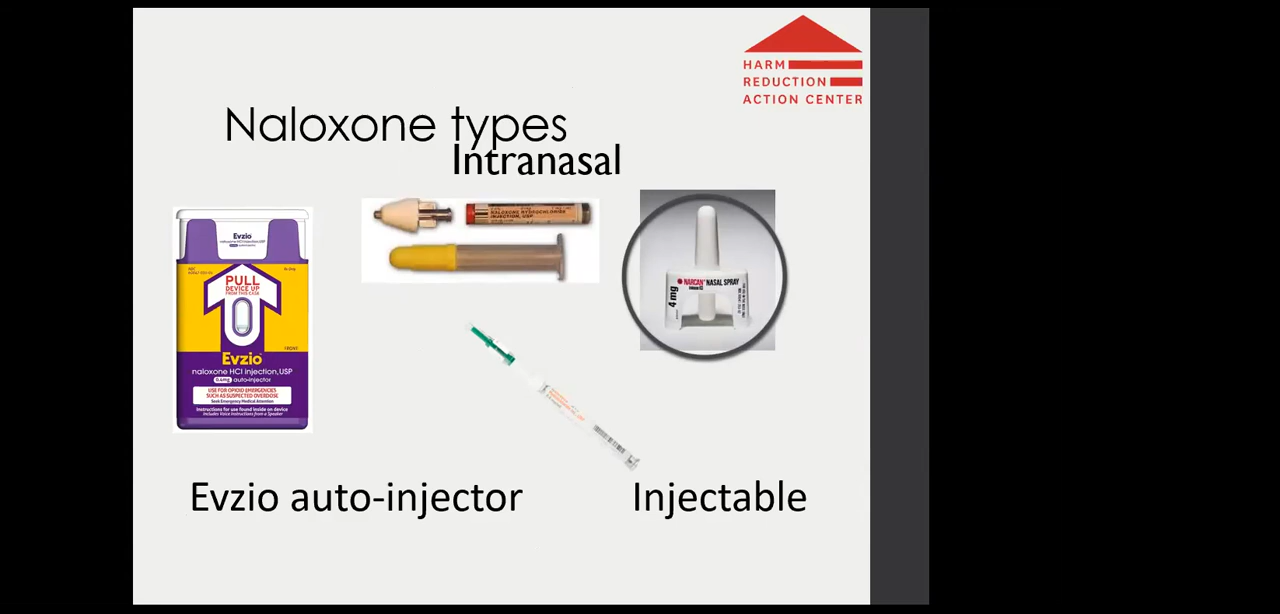 HARM
REDUCTION
ACTION CENTER
Naloxone types
Intranasal
Evzio
naloxone HCl injection, USP
PULL
DEVICE UP
FROM THIS CASE
Evzio
naloxone HCl injection, USP
0.4mg auto-injector
USE FOR OPIOID EMERGENCIES
SUCH AS SUSPECTED OVERDOSE
Seek Emergency Medical Attention
Instructions for use found inside on device
Includes Voice Instructions from a Speaker
NALOXONE HYDROCHLORIDE
INJECTION, USP
NARCAN NASAL SPRAY
4 mg
Evzio auto-injector
Injectable